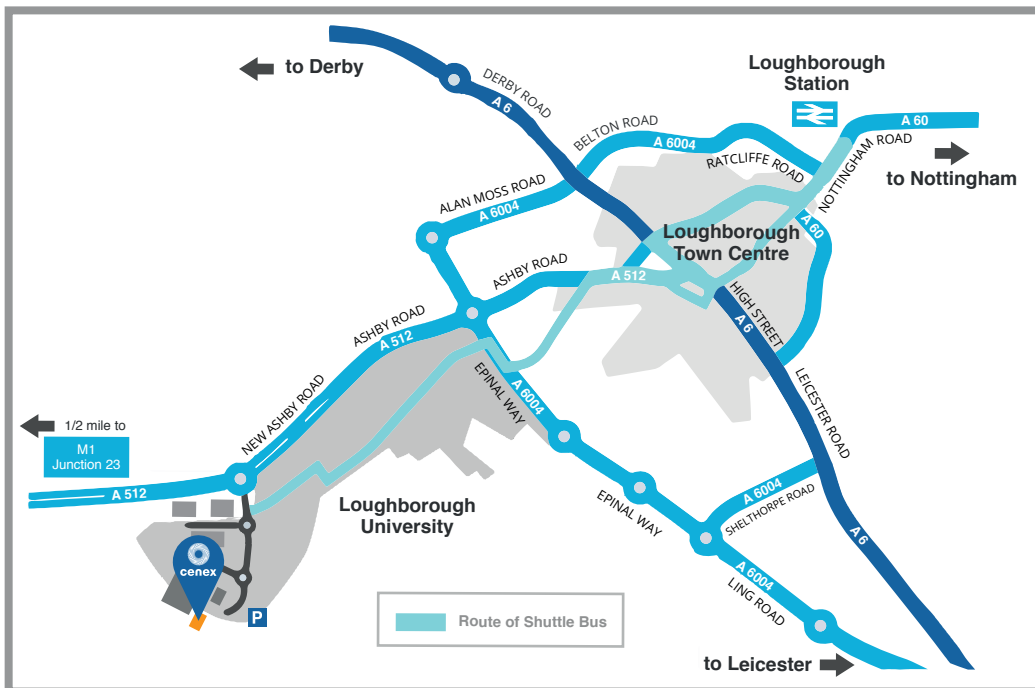 to Derby
DERBY ROAD
A 6
Loughborough
Station
BELTON ROAD
A 6004
RATCLIFFE ROAD
A 60
NOTTINGHAM ROAD
to Nottingham
ALAN MOSS ROAD
A 6004
Loughborough
Town Centre
A 60
ASHBY ROAD
A 512
HIGH STREET
A 6
ASHBY ROAD
A 512
EPINAL WAY
A 6004
LEICESTER ROAD
NEW ASHBY ROAD
1/2 mile to
M1
Junction 23
A 512
Loughborough
University
EPINAL WAY
A 6004
SHELTHORPE ROAD
A 6
cenex
P
A 6004
LING ROAD
Route of Shuttle Bus
to Leicester